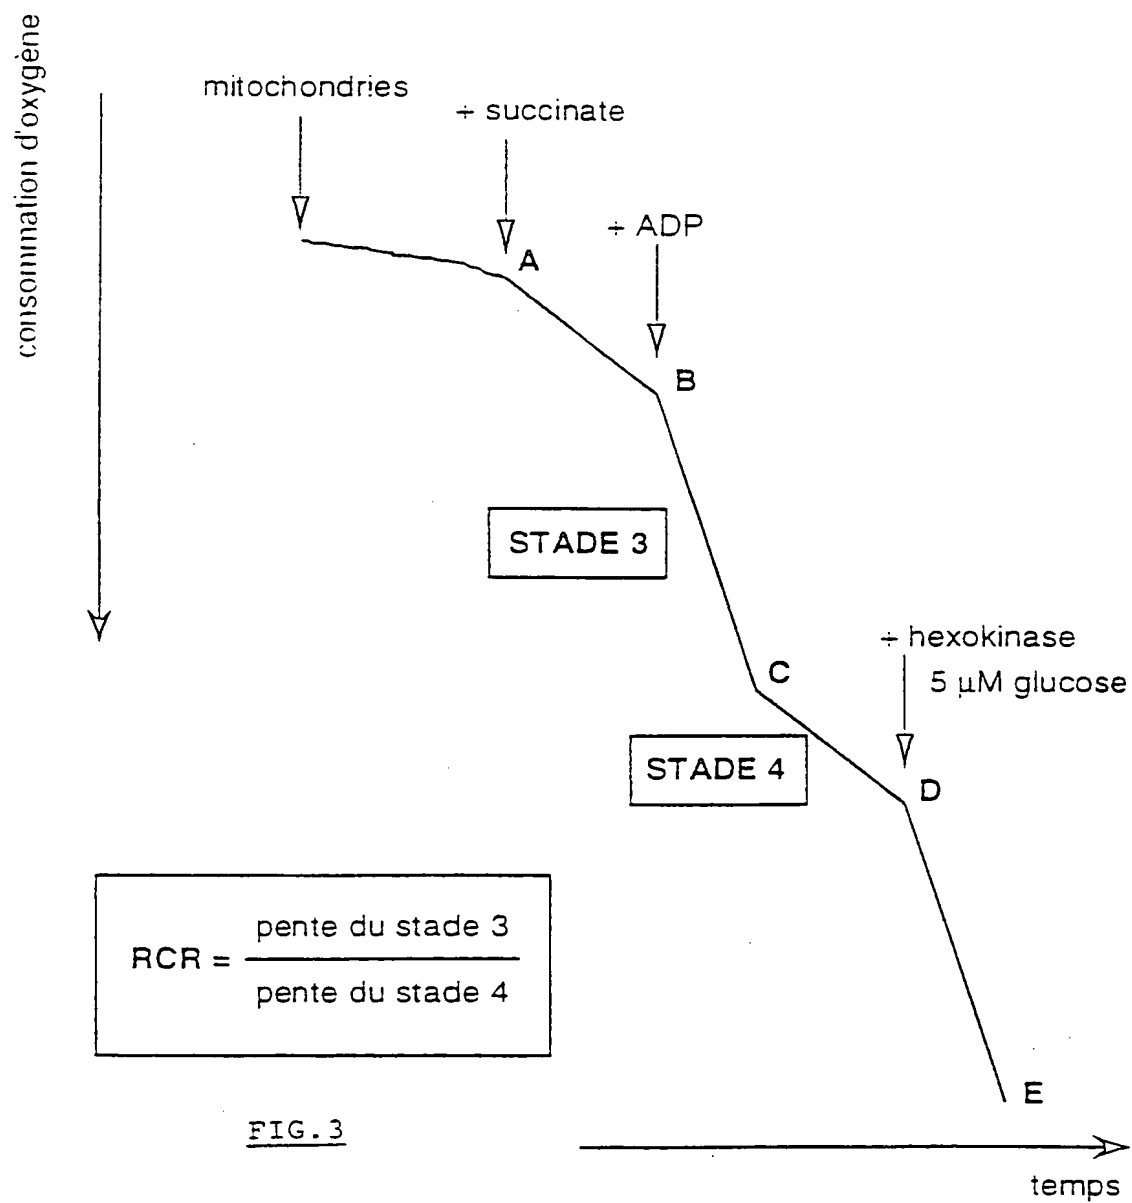 consommation d'oxygène
mitochondries
+ succinate
+ ADP
A
B
STADE 3
+ hexokinase
5 µM glucose
C
STADE 4
D
RCR = pente du stade 3
pente du stade 4
E
FIG.3
temps